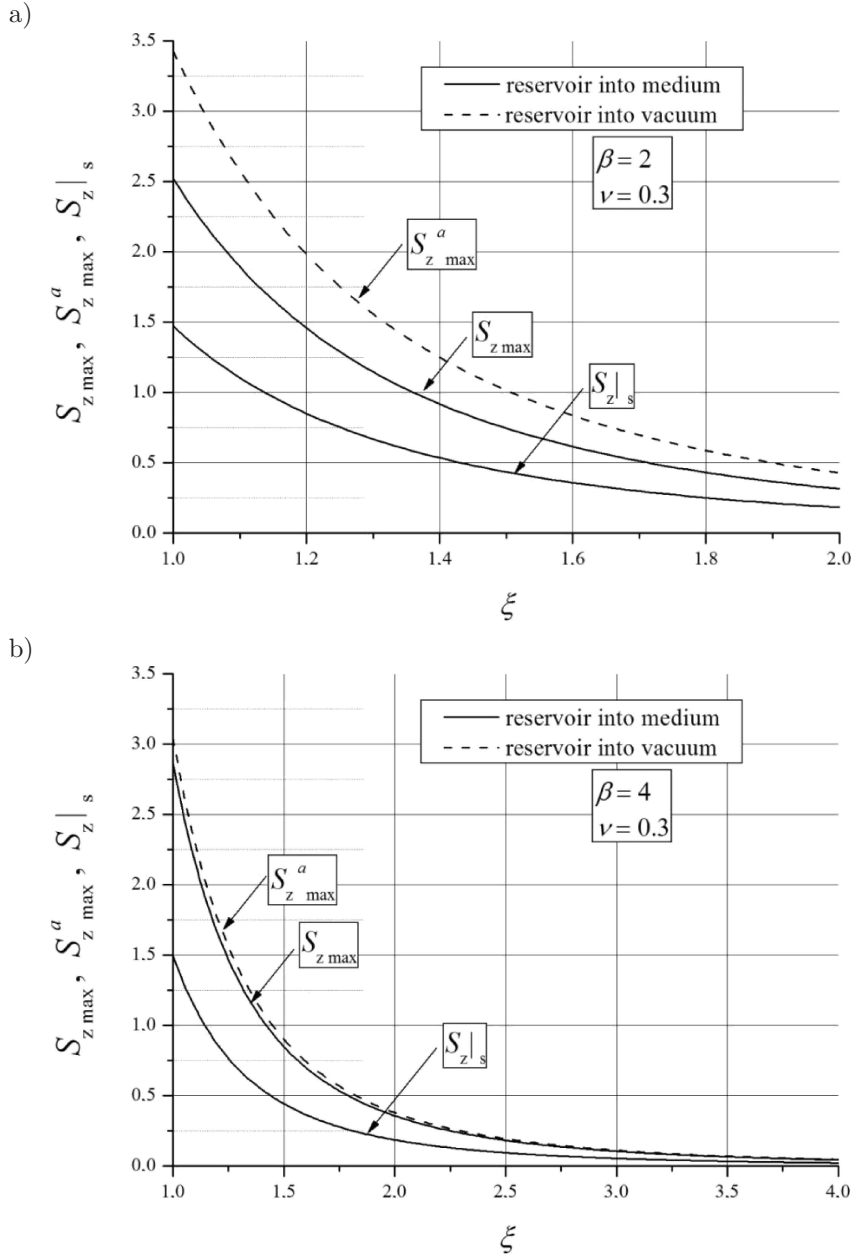 a)
3.5
3.0
2.5
2.0
1.5
1.0
0.5
0.0
S_z max, S^a_z max, S_z|_s
reservoir into medium
reservoir into vacuum
β = 2
ν = 0.3
S_z^a_max
S_z max
S_z|_s
1.0 1.2 1.4 1.6 1.8 2.0
ξ
b)
3.5
3.0
2.5
2.0
1.5
1.0
0.5
0.0
S_z max, S^a_z max, S_z|_s
reservoir into medium
reservoir into vacuum
β = 4
ν = 0.3
S_z^a_max
S_z max
S_z|_s
1.0 1.5 2.0 2.5 3.0 3.5 4.0
ξ